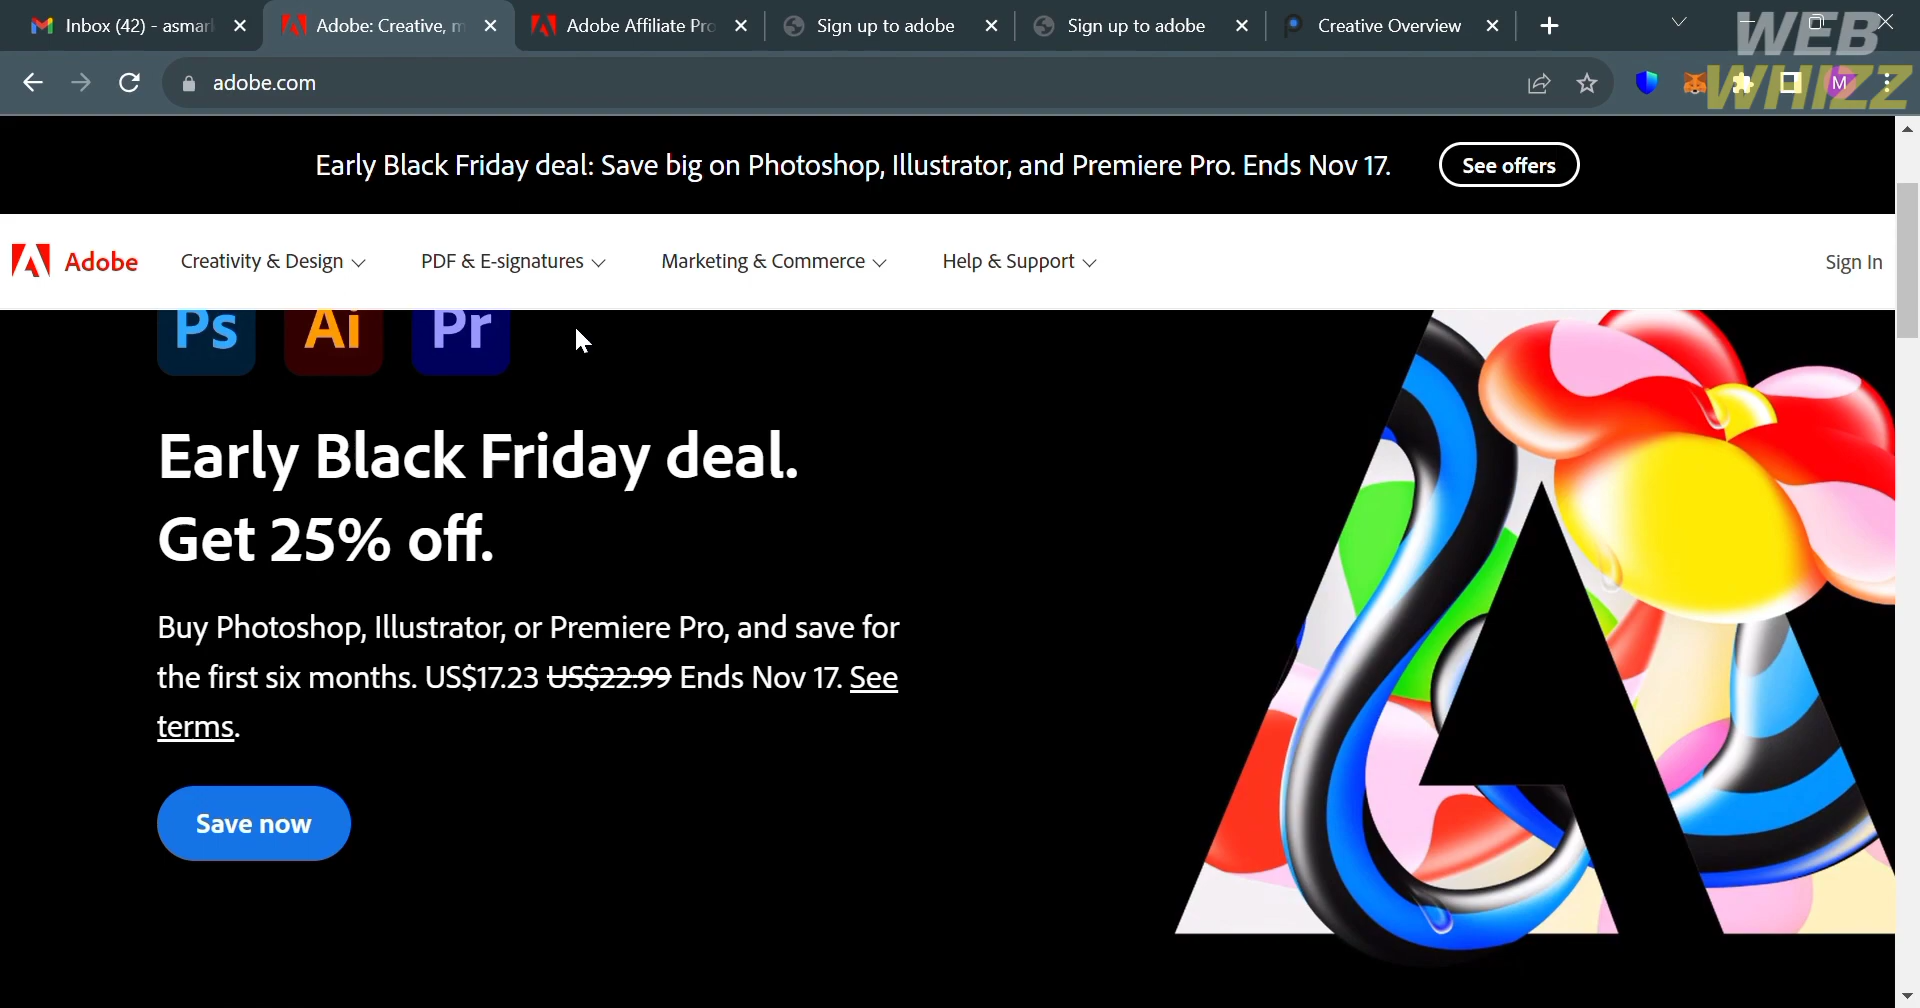 Inbox (42) - asmar
Adobe: Creative, m
Adobe Affiliate Pro
Sign up to adobe
Sign up to adobe
Creative Overview
WEB
WHIZZ
adobe.com
M
Early Black Friday deal: Save big on Photoshop, Illustrator, and Premiere Pro. Ends Nov 17.
See offers
Adobe
Creativity & Design
PDF & E-signatures
Marketing & Commerce
Help & Support
Sign In
Ps
Ai
Pr
Early Black Friday deal.
Get 25% off.
Buy Photoshop, Illustrator, or Premiere Pro, and save for
the first six months. US$17.23 US$22.99 Ends Nov 17. See
terms.
Save now